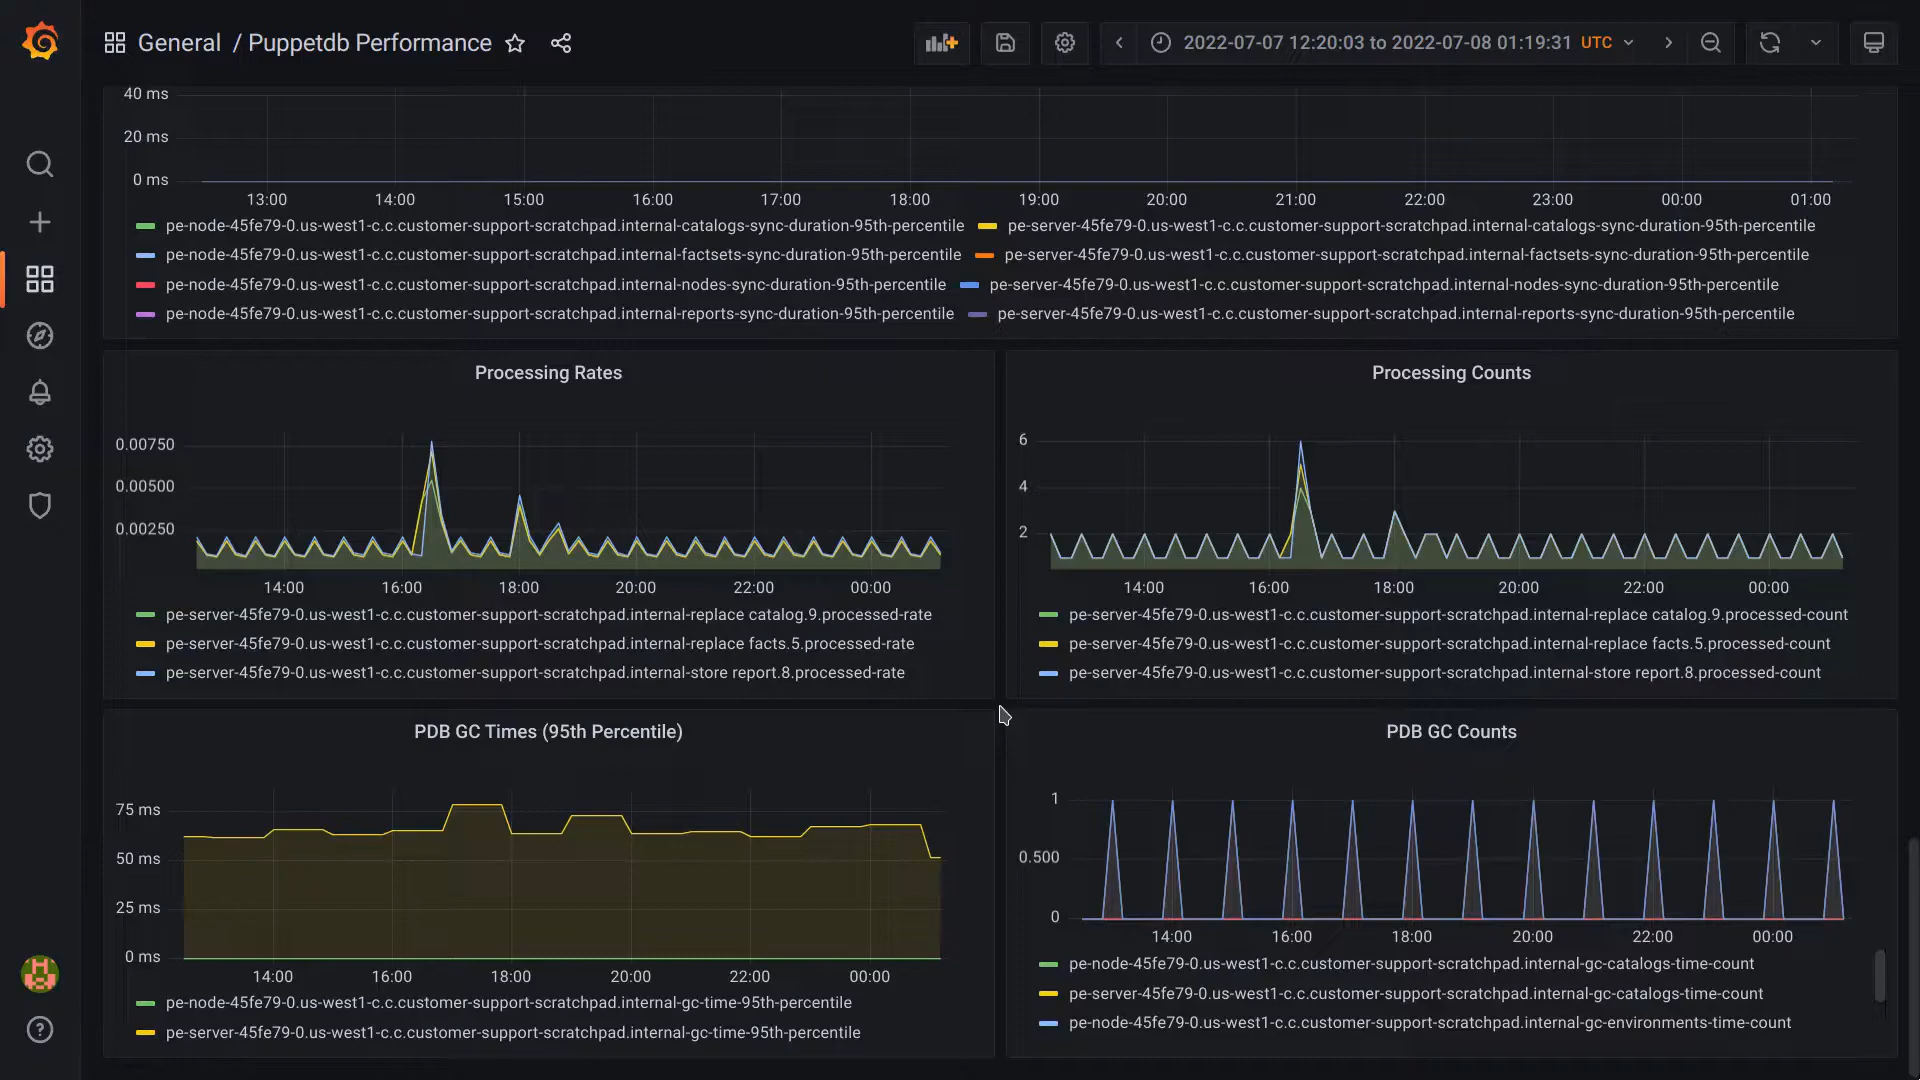 General / Puppetdb Performance
2022-07-07 12:20:03 to 2022-07-08 01:19:31 UTC
40 ms
20 ms
0 ms
13:00 14:00 15:00 16:00 17:00 18:00 19:00 20:00 21:00 22:00 23:00 00:00 01:00
pe-node-45fe79-0.us-west1-c.c.customer-support-scratchpad.internal-catalogs-sync-duration-95th-percentile pe-server-45fe79-0.us-west1-c.c.customer-support-scratchpad.internal-catalogs-sync-duration-95th-percentile
pe-node-45fe79-0.us-west1-c.c.customer-support-scratchpad.internal-factsets-sync-duration-95th-percentile pe-server-45fe79-0.us-west1-c.c.customer-support-scratchpad.internal-factsets-sync-duration-95th-percentile
pe-node-45fe79-0.us-west1-c.c.customer-support-scratchpad.internal-nodes-sync-duration-95th-percentile pe-server-45fe79-0.us-west1-c.c.customer-support-scratchpad.internal-nodes-sync-duration-95th-percentile
pe-node-45fe79-0.us-west1-c.c.customer-support-scratchpad.internal-reports-sync-duration-95th-percentile pe-server-45fe79-0.us-west1-c.c.customer-support-scratchpad.internal-reports-sync-duration-95th-percentile
Processing Rates
0.00750
0.00500
0.00250
14:00 16:00 18:00 20:00 22:00 00:00
pe-server-45fe79-0.us-west1-c.c.customer-support-scratchpad.internal-replace catalog.9.processed-rate
pe-server-45fe79-0.us-west1-c.c.customer-support-scratchpad.internal-replace facts.5.processed-rate
pe-server-45fe79-0.us-west1-c.c.customer-support-scratchpad.internal-store report.8.processed-rate
Processing Counts
6
4
2
14:00 16:00 18:00 20:00 22:00 00:00
pe-server-45fe79-0.us-west1-c.c.customer-support-scratchpad.internal-replace catalog.9.processed-count
pe-server-45fe79-0.us-west1-c.c.customer-support-scratchpad.internal-replace facts.5.processed-count
pe-server-45fe79-0.us-west1-c.c.customer-support-scratchpad.internal-store report.8.processed-count
PDB GC Times (95th Percentile)
75 ms
50 ms
25 ms
0 ms
14:00 16:00 18:00 20:00 22:00 00:00
pe-node-45fe79-0.us-west1-c.c.customer-support-scratchpad.internal-gc-time-95th-percentile
pe-server-45fe79-0.us-west1-c.c.customer-support-scratchpad.internal-gc-time-95th-percentile
PDB GC Counts
1
0.500
0
14:00 16:00 18:00 20:00 22:00 00:00
pe-node-45fe79-0.us-west1-c.c.customer-support-scratchpad.internal-gc-catalogs-time-count
pe-server-45fe79-0.us-west1-c.c.customer-support-scratchpad.internal-gc-catalogs-time-count
pe-node-45fe79-0.us-west1-c.c.customer-support-scratchpad.internal-gc-environments-time-count